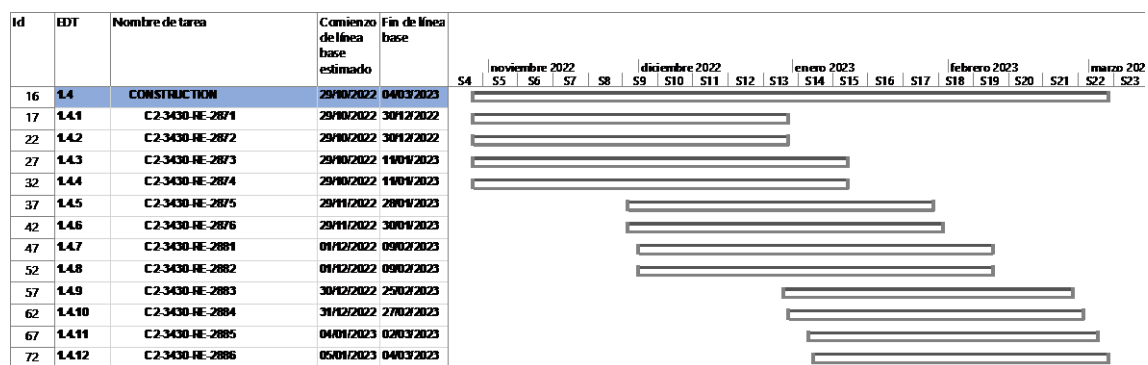 Id EDT Nombre de tarea Comienzo de línea base estimado Fin de línea base
noviembre 2022 diciembre 2022 enero 2023 febrero 2023 marzo 202
S4 S5 S6 S7 S8 S9 S10 S11 S12 S13 S14 S15 S16 S17 S18 S19 S20 S21 S22 S23
16 1.4 CONSTRUCTION 29/10/2022 04/03/2023
17 1.4.1 C2-3430-RE-2871 29/10/2022 30/12/2022
22 1.4.2 C2-3430-RE-2872 29/10/2022 30/12/2022
27 1.4.3 C2-3430-RE-2873 29/10/2022 11/01/2023
32 1.4.4 C2-3430-RE-2874 29/10/2022 11/01/2023
37 1.4.5 C2-3430-RE-2875 29/11/2022 28/01/2023
42 1.4.6 C2-3430-RE-2876 29/11/2022 30/01/2023
47 1.4.7 C2-3430-RE-2881 01/12/2022 09/02/2023
52 1.4.8 C2-3430-RE-2882 01/12/2022 09/02/2023
57 1.4.9 C2-3430-RE-2883 30/12/2022 25/02/2023
62 1.4.10 C2-3430-RE-2884 31/12/2022 27/02/2023
67 1.4.11 C2-3430-RE-2885 04/01/2023 02/03/2023
72 1.4.12 C2-3430-RE-2886 05/01/2023 04/03/2023